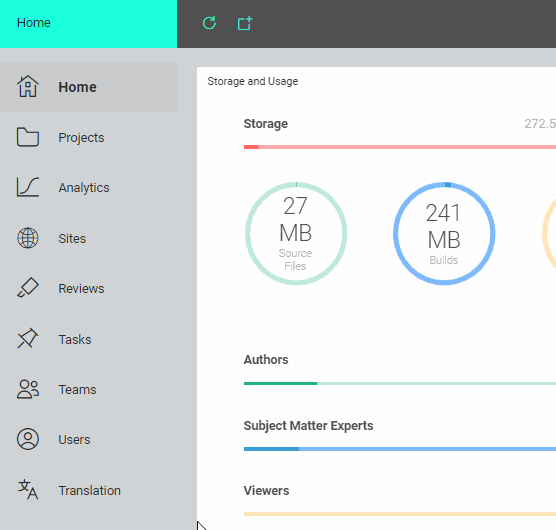 Home
Home
Projects
Analytics
Sites
Reviews
Tasks
Teams
Users
Translation
Storage and Usage
Storage
272.5
27
MB
Source
Files
241
MB
Builds
Authors
Subject Matter Experts
Viewers